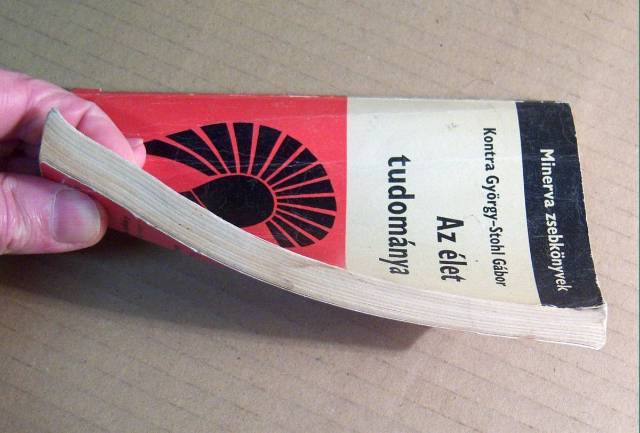 Minerva zsebkönyvek
Kontra György-Stohl Gábor
Az élet
tudománya